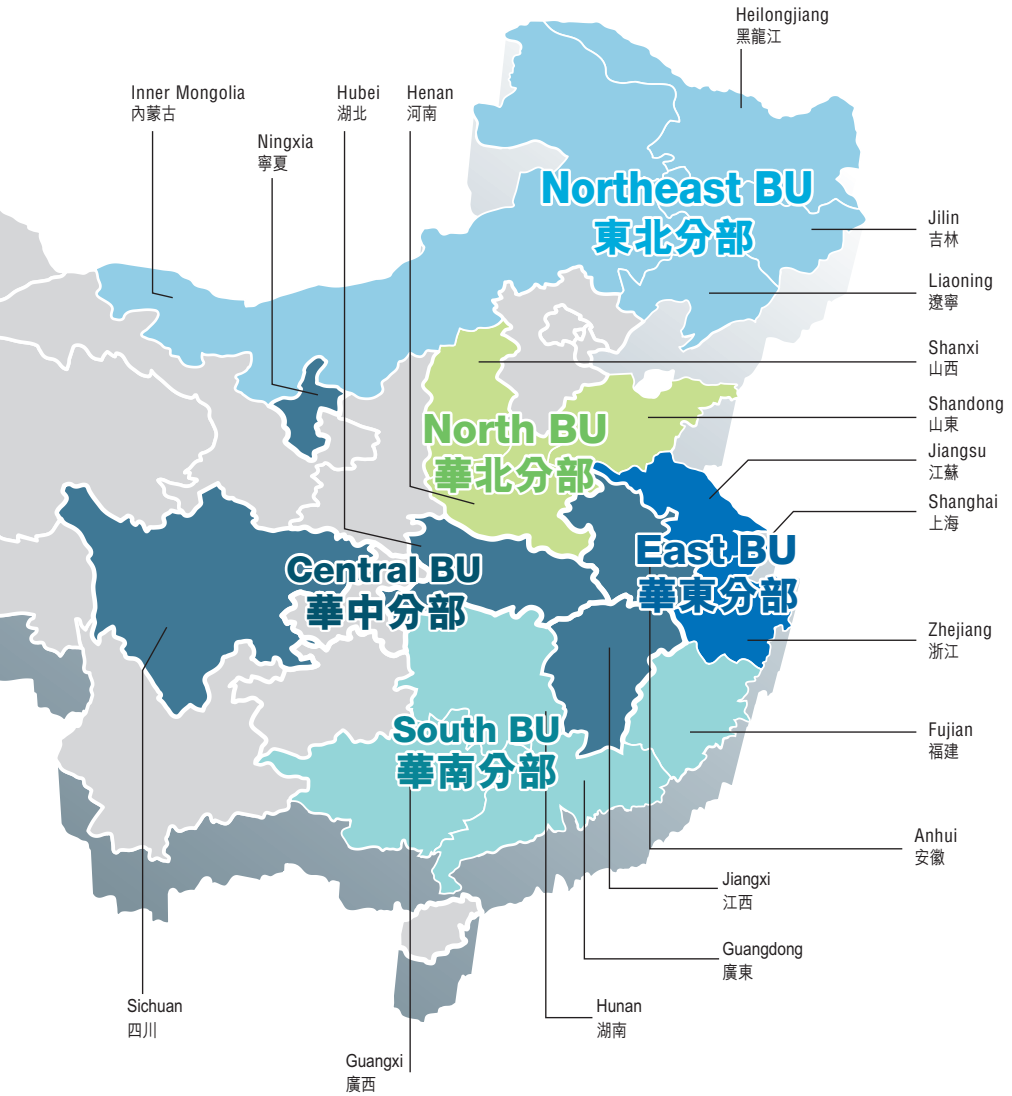 Heilongjiang
黑龍江
Inner Mongolia
內蒙古
Hubei
湖北
Henan
河南
Ningxia
寧夏
Northeast BU
東北分部
Jilin
吉林
Liaoning
遼寧
Shanxi
山西
Shandong
山東
North BU
華北分部
Jiangsu
江蘇
Shanghai
上海
East BU
華東分部
Central BU
華中分部
Zhejiang
浙江
South BU
華南分部
Fujian
福建
Anhui
安徽
Jiangxi
江西
Guangdong
廣東
Sichuan
四川
Hunan
湖南
Guangxi
廣西